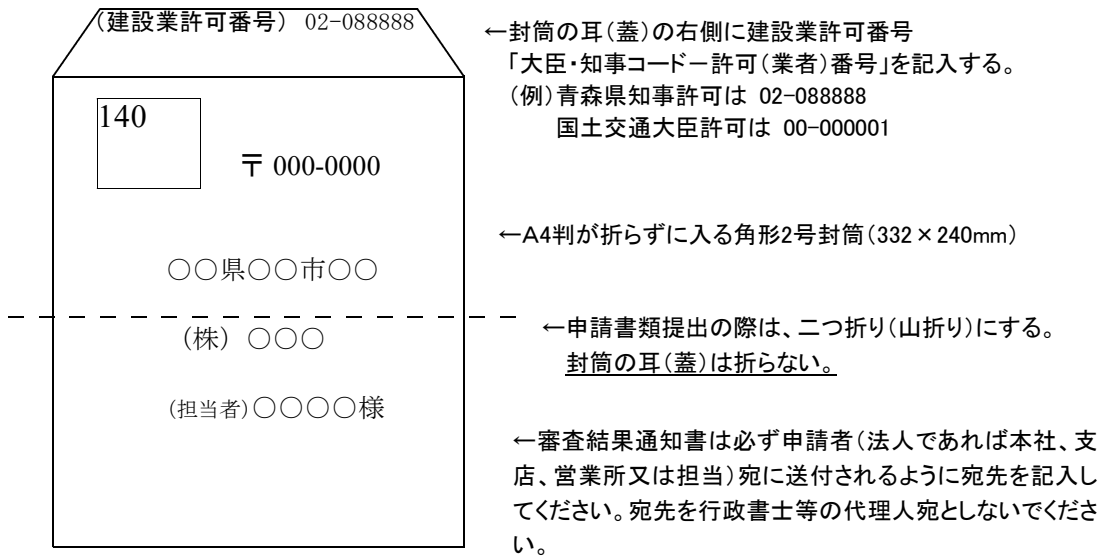 (建設業許可番号) 02-088888
140
〒 000-0000
○○県○○市○○
(株) ○○○
(担当者)○○○○様
←封筒の耳(蓋)の右側に建設業許可番号
「大臣・知事コード－許可(業者)番号」を記入する。
(例)青森県知事許可は 02-088888
国土交通大臣許可は 00-000001
←A4判が折らずに入る角形2号封筒(332×240mm)
←申請書類提出の際は、二つ折り(山折り)にする。
封筒の耳(蓋)は折らない。
←審査結果通知書は必ず申請者(法人であれば本社、支
店、営業所又は担当)宛に送付されるように宛先を記入し
てください。宛先を行政書士等の代理人宛としないでくださ
い。